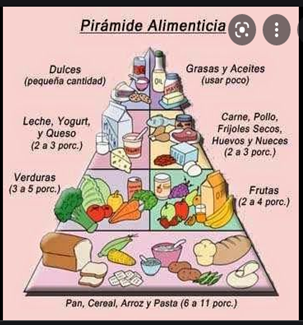 Pirámide Alimenticia
Dulces
(pequeña cantidad)
Grasas y Aceites
(usar poco)
OIL
Leche, Yogurt,
y Queso
(2 a 3 porc.)
Carne, Pollo,
Frijoles Secos,
Huevos y Nueces
(2 a 3 porc.)
Verduras
(3 a 5 porc.)
Frutas
(2 a 4 porc.)
Pan, Cereal, Arroz y Pasta (6 a 11 porc.)